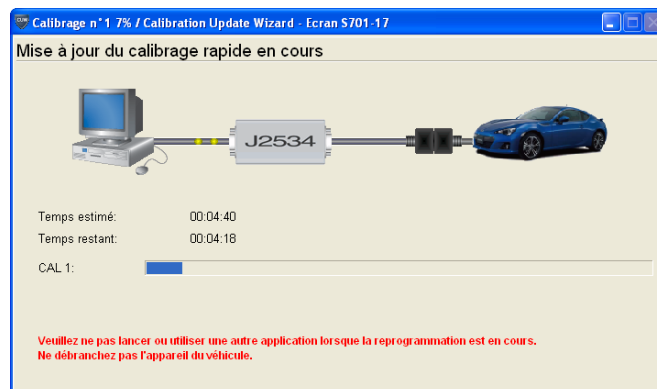 Calibrage n°1 7% / Calibration Update Wizard - Ecran S701-17
Mise à jour du calibrage rapide en cours
J2534
Temps estimé: 00:04:40
Temps restant: 00:04:18
CAL 1:
Veuillez ne pas lancer ou utiliser une autre application lorsque la reprogrammation est en cours.
Ne débranchez pas l'appareil du véhicule.